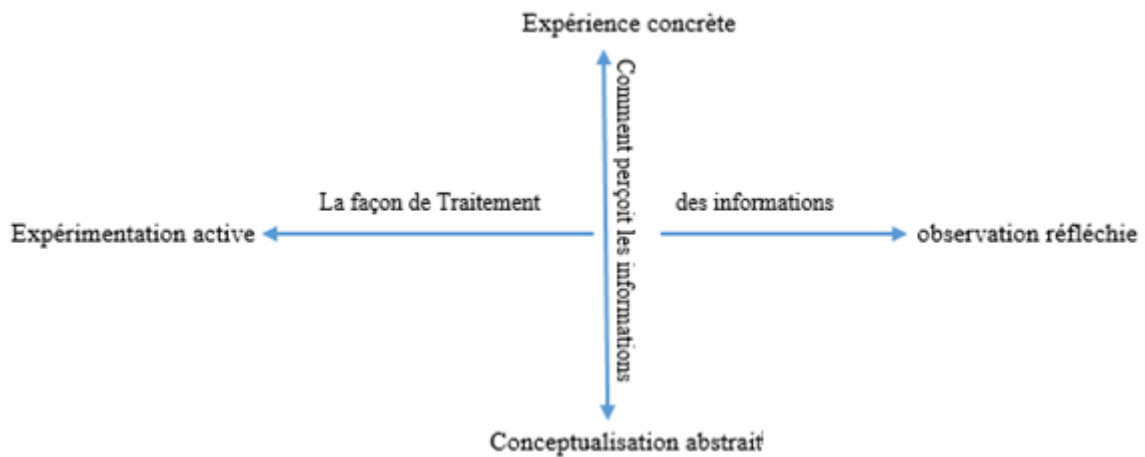 Expérience concrète
Comment perçoit les informations
La façon de Traitement des informations
Expérimentation active
observation réfléchie
Conceptualisation abstrait